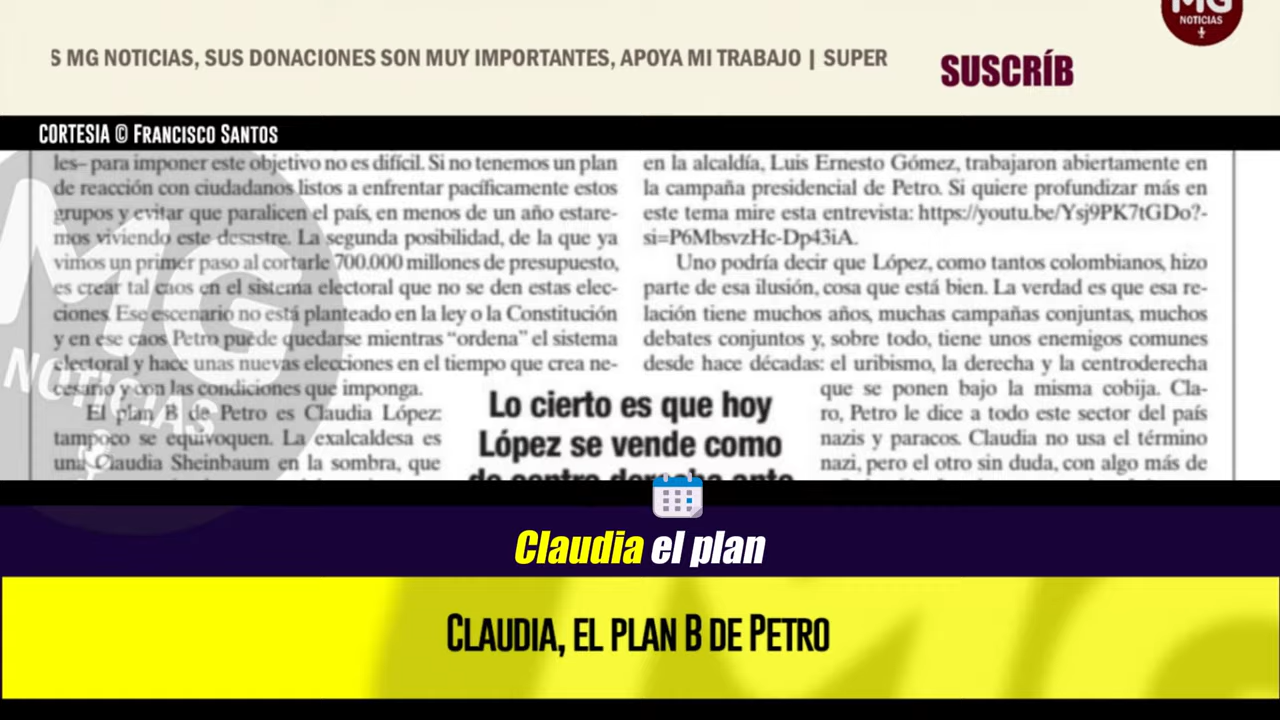 S MG NOTICIAS, SUS DONACIONES SON MUY IMPORTANTES, APOYA MI TRABAJO | SUPER
SUSCRÍB
MG
NOTICIAS
CORTESIA © FRANCISCO SANTOS
les– para imponer este objetivo no es difícil. Si no tenemos un plan
de reacción con ciudadanos listos a enfrentar pacíficamente estos
grupos y evitar que paralicen el país, en menos de un año estare-
mos viviendo este desastre. La segunda posibilidad, de la que ya
vimos un primer paso al cortarle 700.000 millones de presupuesto,
es crear tal caos en el sistema electoral que no se den estas elec-
ciones. Ese escenario no está planteado en la ley o la Constitución
y en ese caos Petro puede quedarse mientras “ordena” el sistema
electoral y hace unas nuevas elecciones en el tiempo que crea ne-
cesario y con las condiciones que imponga.
El plan B de Petro es Claudia López:
tampoco se equivoquen. La exalcaldesa es
una Claudia Sheinbaum en la sombra, que
Lo cierto es que hoy
López se vende como
de centro derecha ante
en la alcaldía, Luis Ernesto Gómez, trabajaron abiertamente en
la campaña presidencial de Petro. Si quiere profundizar más en
este tema mire esta entrevista: https://youtu.be/Ysj9PK7tGDo?-
si=P6MbsvzHc-Dp43iA.
Uno podría decir que López, como tantos colombianos, hizo
parte de esa ilusión, cosa que está bien. La verdad es que esa re-
lación tiene muchos años, muchas campañas conjuntas, muchos
debates conjuntos y, sobre todo, tiene unos enemigos comunes
desde hace décadas: el uribismo, la derecha y la centroderecha
que se ponen bajo la misma cobija. Cla-
ro, Petro le dice a todo este sector del país
nazis y paracos. Claudia no usa el término
nazi, pero el otro sin duda, con algo más de
MG
NOTICIAS
Claudia el plan
CLAUDIA, EL PLAN B DE PETRO